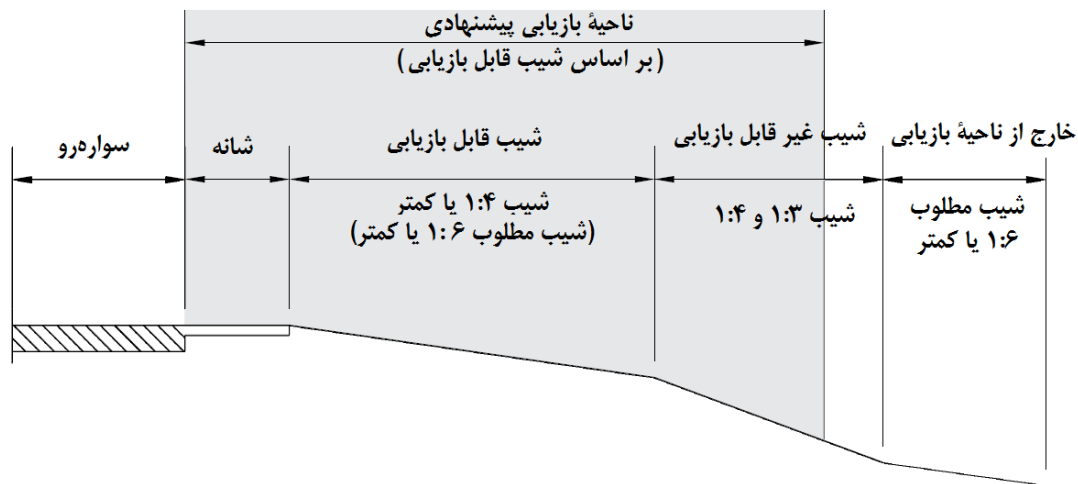 ناحیهٔ بازیابی پیشنهادی
(بر اساس شیب قابل بازیابی)
خارج از ناحیهٔ بازیابی
شیب غیر قابل بازیابی
شیب قابل بازیابی
شانه
سواره‌رو
شیب مطلوب
۱:۶ یا کمتر
شیب ۱:۳ و ۱:۴
شیب ۱:۴ یا کمتر
(شیب مطلوب ۱:۶ یا کمتر)